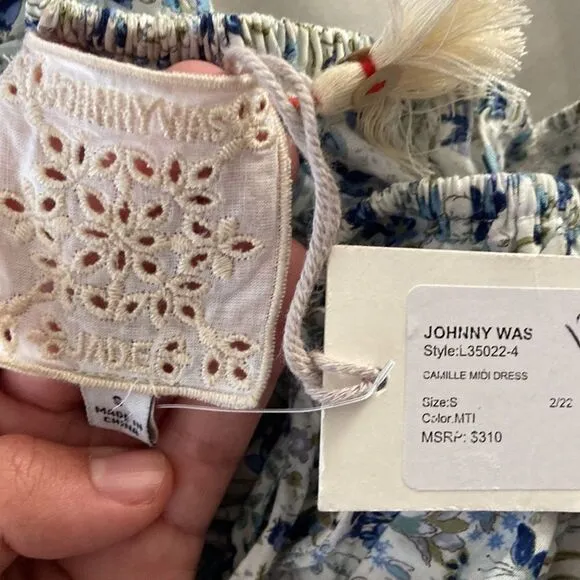 JOHNNY WAS
JADE
S
MADE IN
CHINA
JOHNNY WAS
Style:L35022-4
CAMILLE MIDI DRESS
Size:S 2/22
Color:MTI
MSRP: $310